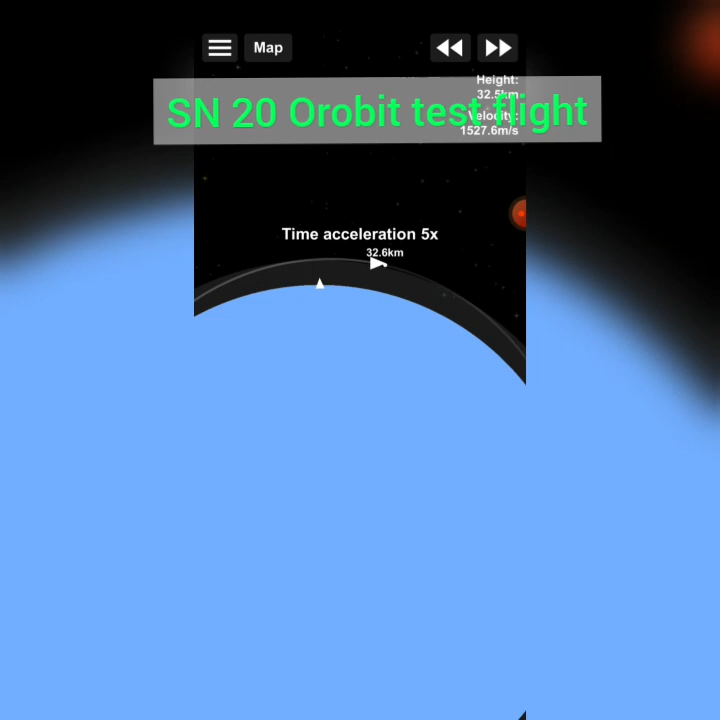 Map
Height:
32.5km
SN 20 Orobit test flight
Velocity:
1527.6m/s
Time acceleration 5x
32.6km